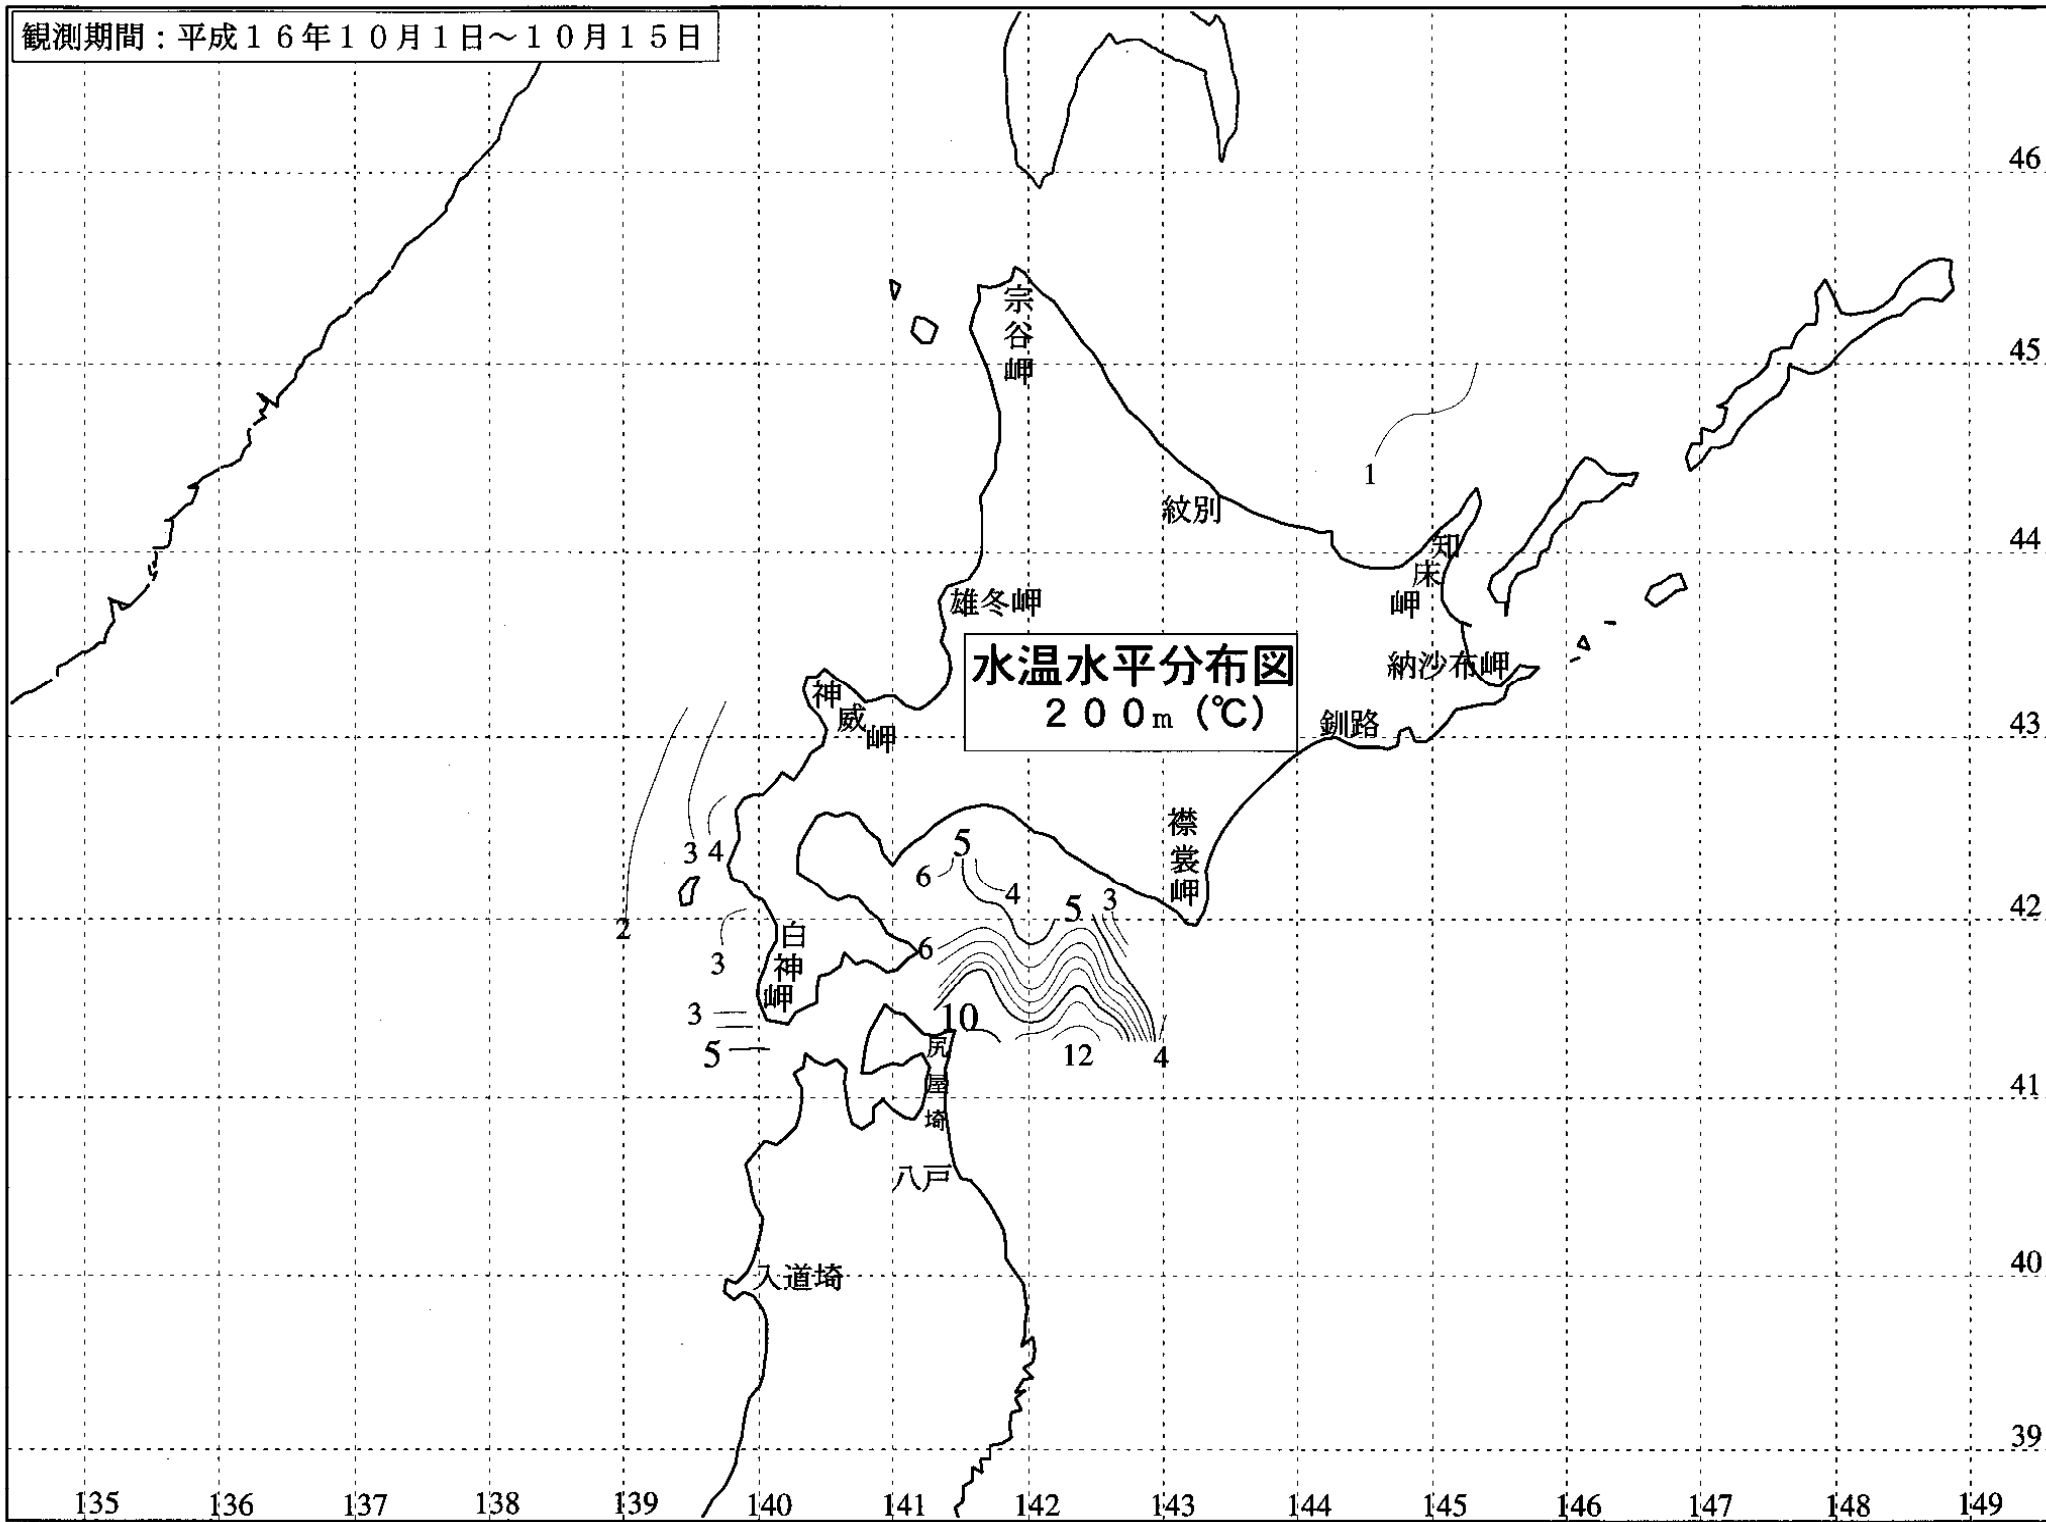 観測期間：平成１６年１０月１日～１０月１５日
46
宗谷岬
45
1
紋別
44
知床岬
雄冬岬
水温水平分布図
２００m（℃）
納沙布岬
神威岬
釧路
43
襟裳岬
5
3 4
6
4
3
5
42
2
白神岬
6
3
3
10
5
12
4
尻屋埼
41
八戸
入道埼
40
39
135 136 137 138 139 140 141 142 143 144 145 146 147 148 149